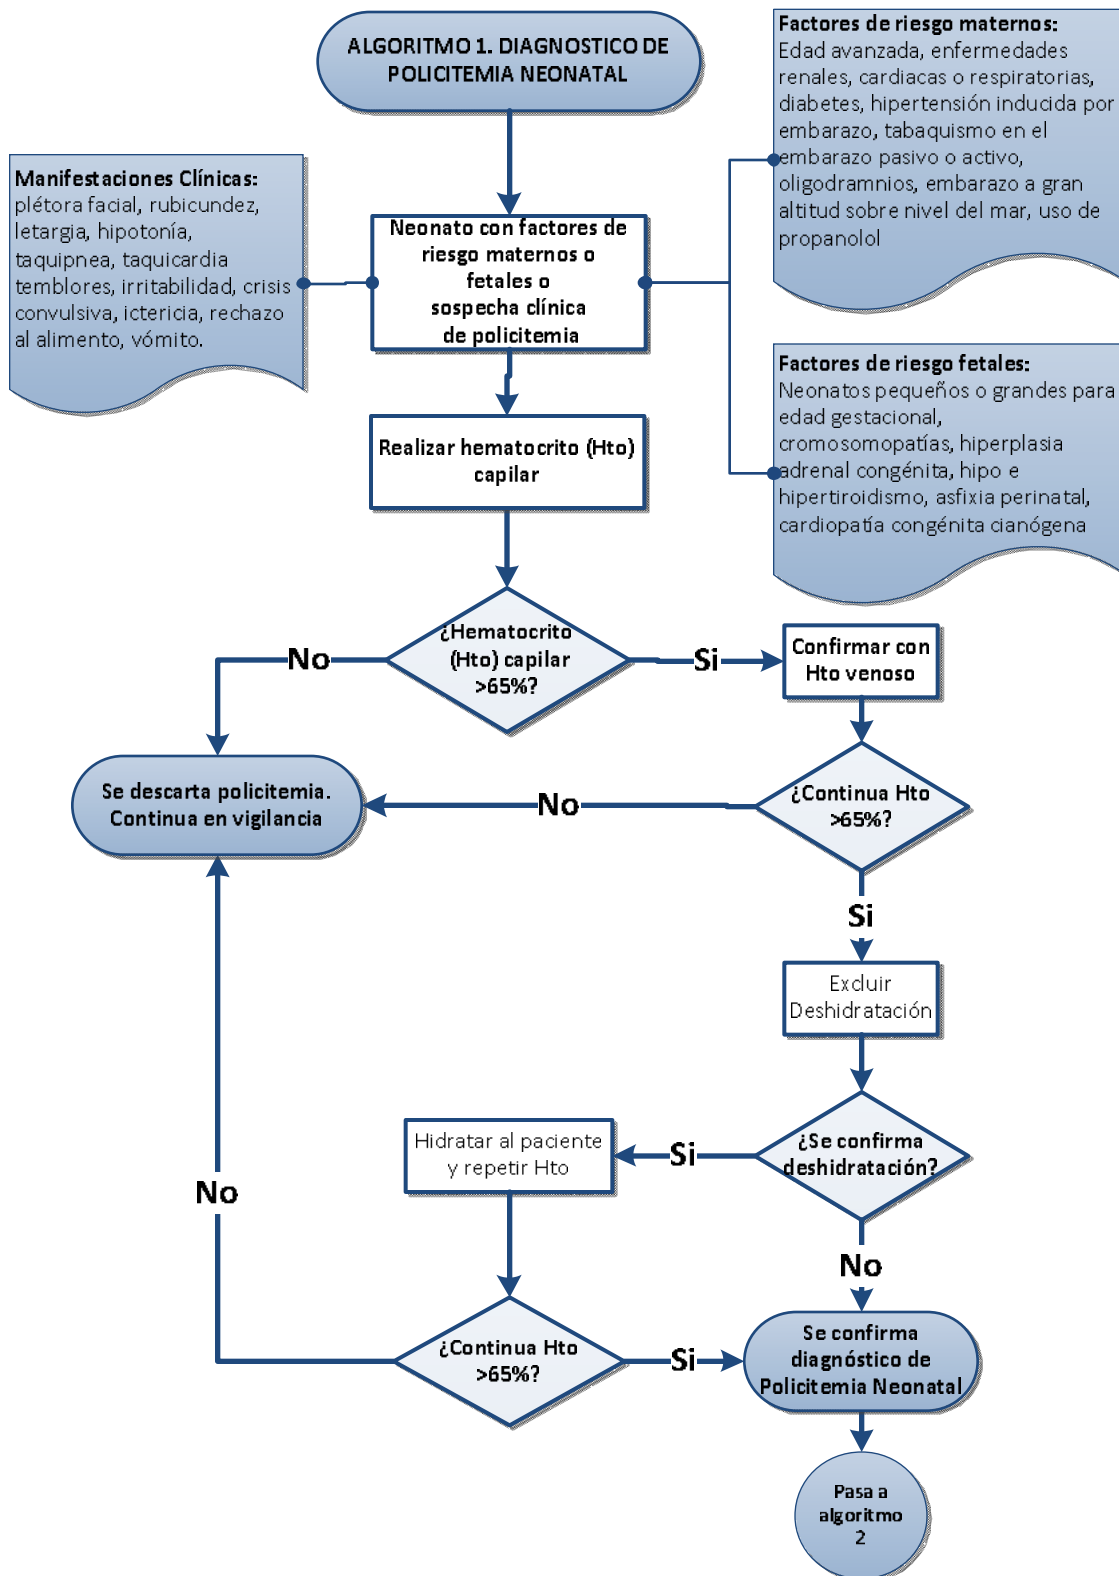 ALGORITMO 1. DIAGNOSTICO DE
POLICITEMIA NEONATAL
Factores de riesgo maternos:
Edad avanzada, enfermedades
renales, cardiacas o respiratorias,
diabetes, hipertensión inducida por
embarazo, tabaquismo en el
embarazo pasivo o activo,
oligodramnios, embarazo a gran
altitud sobre nivel del mar, uso de
propanolol
Manifestaciones Clínicas:
plétora facial, rubicundez,
letargia, hipotonía,
taquipnea, taquicardia
temblores, irritabilidad, crisis
convulsiva, ictericia, rechazo
al alimento, vómito.
Neonato con factores de
riesgo maternos o
fetales o
sospecha clínica
de policitemia
Factores de riesgo fetales:
Neonatos pequeños o grandes para
edad gestacional,
cromosomopatías, hiperplasia
adrenal congénita, hipo e
hipertiroidismo, asfixia perinatal,
cardiopatía congénita cianógena
Realizar hematocrito (Hto)
capilar
¿Hematocrito
(Hto) capilar
>65%?
No
Si
Confirmar con
Hto venoso
Se descarta policitemia.
Continua en vigilancia
No
¿Continua Hto
>65%?
Si
Excluir
Deshidratación
¿Se confirma
deshidratación?
Si
Hidratar al paciente
y repetir Hto
No
No
¿Continua Hto
>65%?
Si
Se confirma
diagnóstico de
Policitemia Neonatal
Pasa a
algoritmo
2